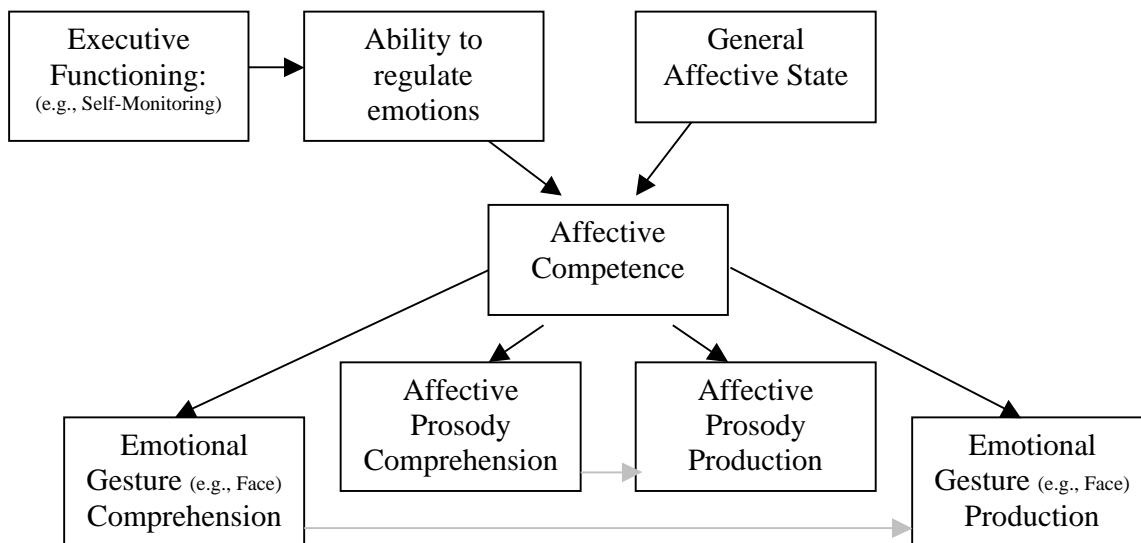 Executive
Functioning:
(e.g., Self-Monitoring)
Ability to
regulate
emotions
General
Affective State
Affective
Competence
Affective
Prosody
Comprehension
Affective
Prosody
Production
Emotional
Gesture (e.g., Face)
Comprehension
Emotional
Gesture (e.g., Face)
Production